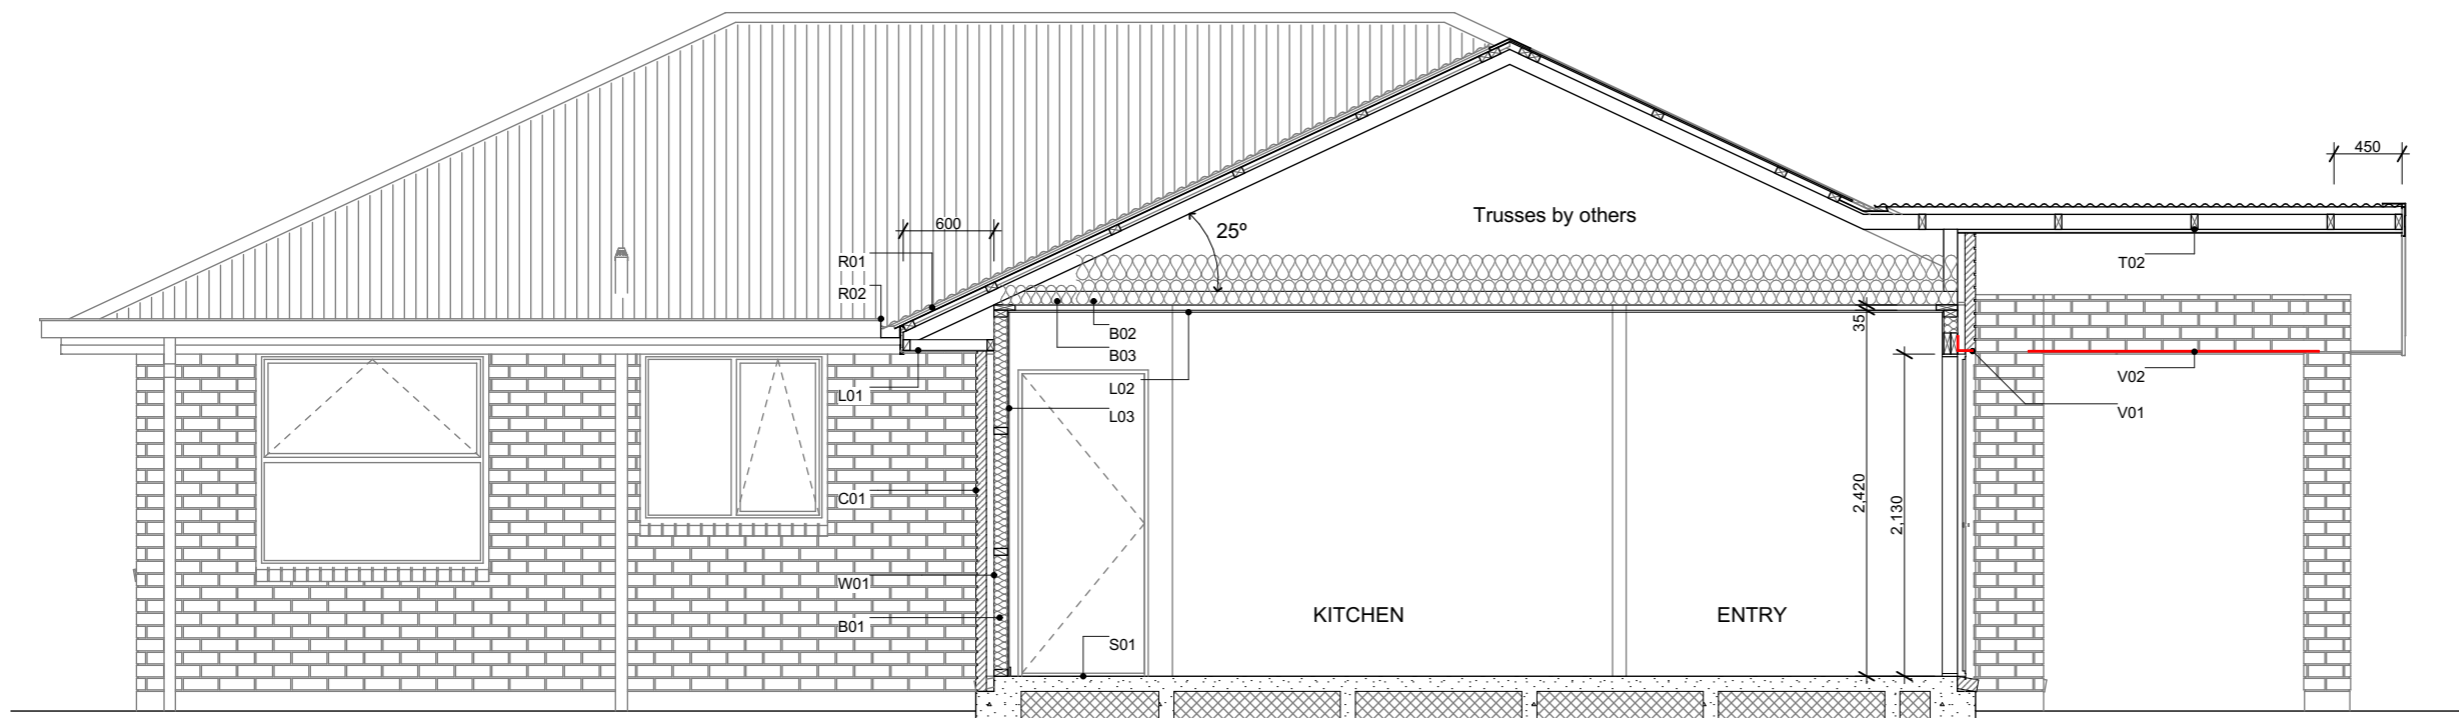 450
600
Trusses by others
25°
R01
T02
R02
B02
35
B03
V02
L02
L01
V01
L03
2,420
C01
2,130
W01
KITCHEN
ENTRY
B01
S01